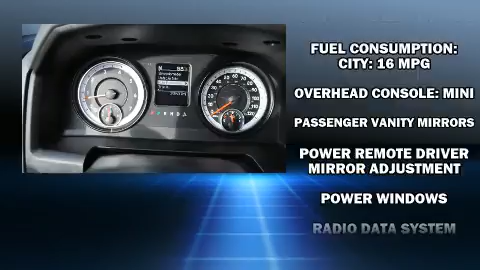 FUEL CONSUMPTION:
CITY: 16 MPG
OVERHEAD CONSOLE: MINI
PASSENGER VANITY MIRRORS
POWER REMOTE DRIVER
MIRROR ADJUSTMENT
POWER WINDOWS
RADIO DATA SYSTEM